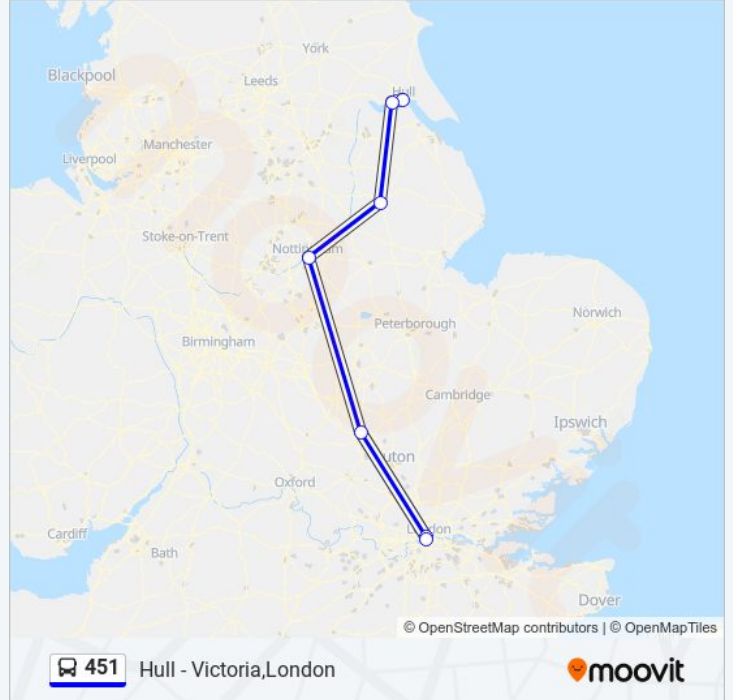 York
Blackpool
Leeds
Hull
Manchester
Liverpool
Stoke-on-Trent
Nottingham
Norwich
Peterborough
Birmingham
Cambridge
Ipswich
uton
Oxford
London
Cardiff
Bath
Dover
© OpenStreetMap contributors | © OpenMapTiles
451 Hull - Victoria,London
moovit